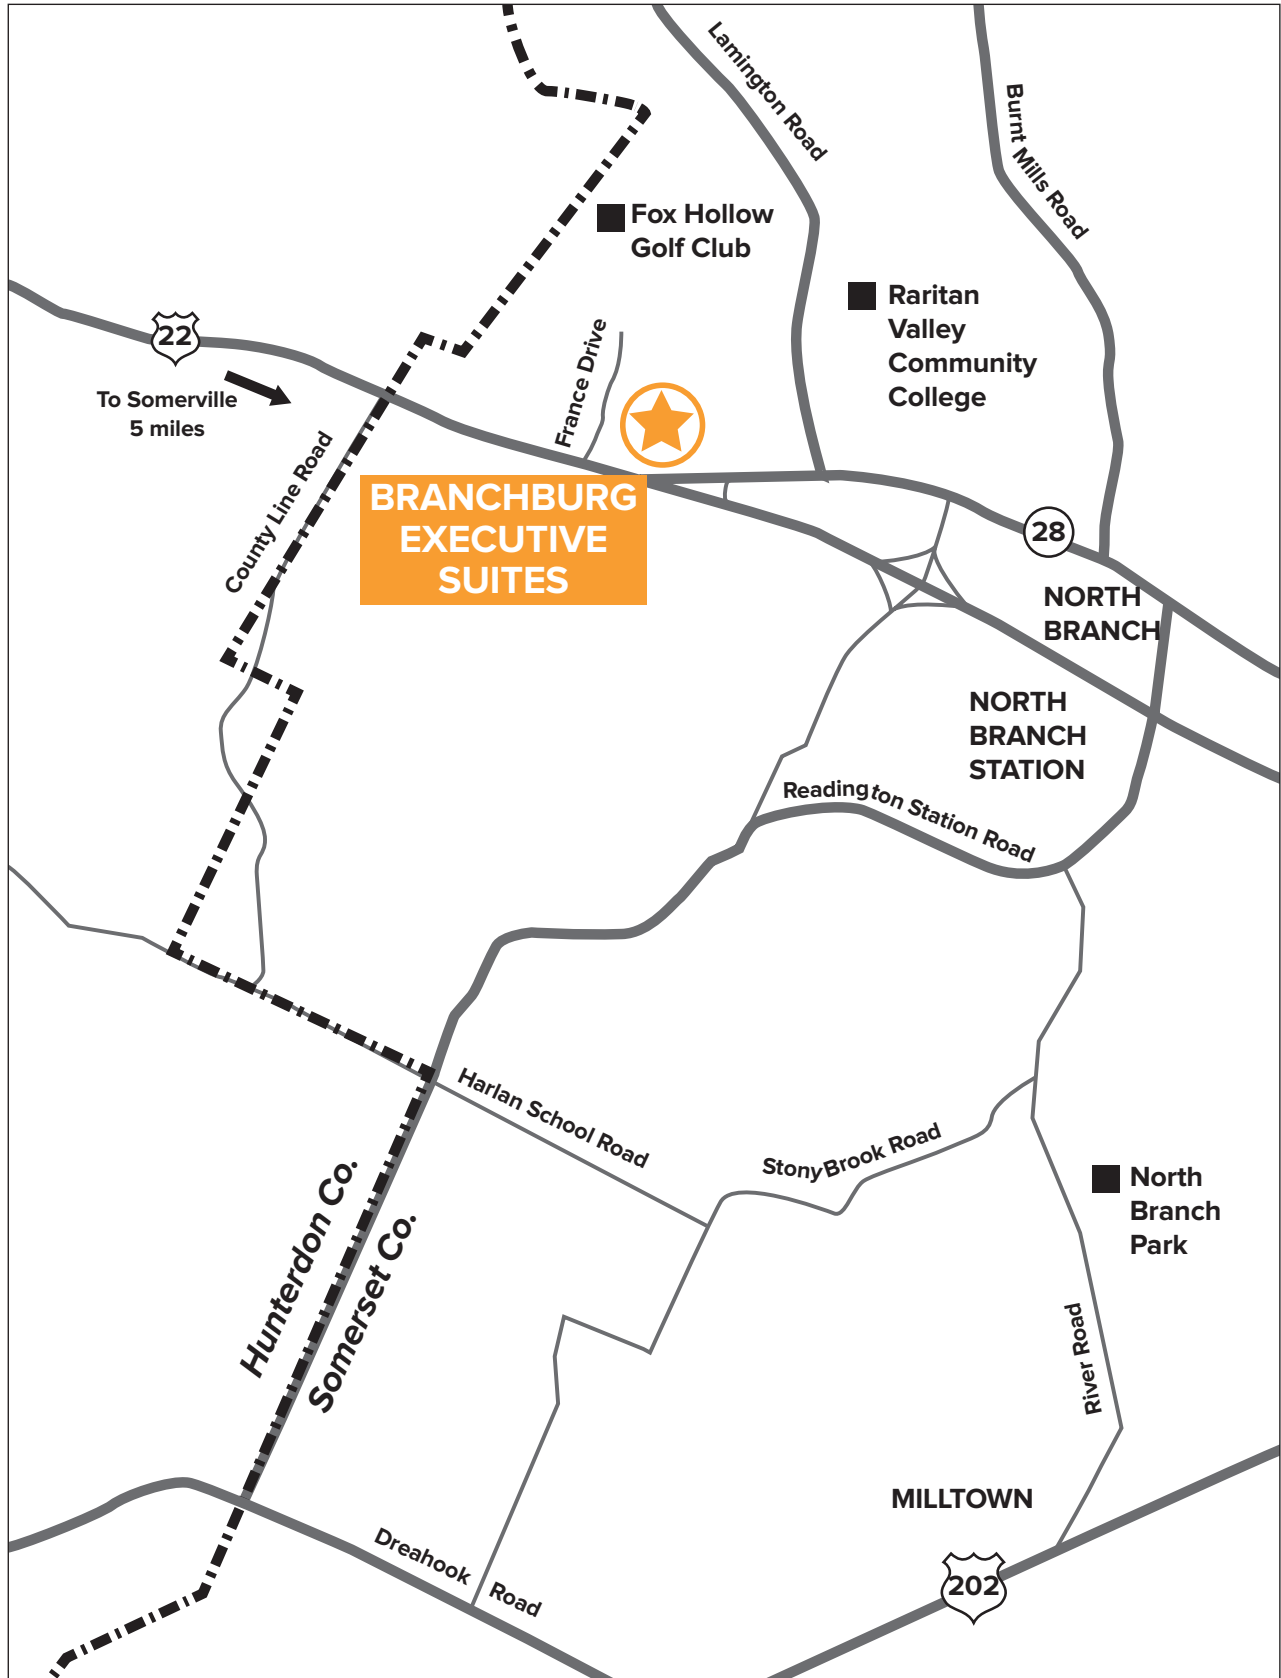 Lamington Road
Burnt Mills Road
Fox Hollow
Golf Club
Raritan
Valley
Community
College
22
To Somerville
5 miles
France Drive
County Line Road
BRANCHBURG
EXECUTIVE
SUITES
28
NORTH
BRANCH
NORTH
BRANCH
STATION
Readington Station Road
Harlan School Road
Stony Brook Road
North
Branch
Park
Hunterdon Co.
Somerset Co.
River Road
MILLTOWN
Dreahook Road
202